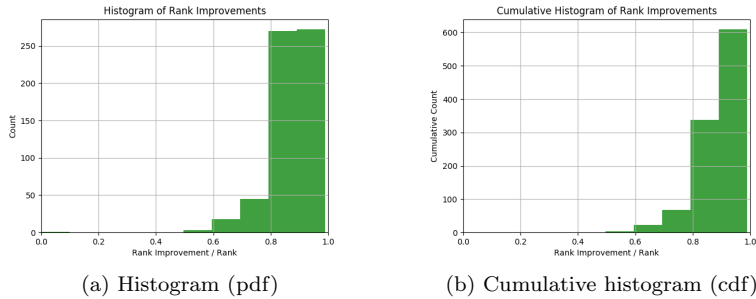 Histogram of Rank Improvements
250
200
150
100
50
0
Count
0.0 0.2 0.4 0.6 0.8 1.0
Rank Improvement / Rank
(a) Histogram (pdf)
Cumulative Histogram of Rank Improvements
600
500
400
300
200
100
0
Cumulative Count
0.0 0.2 0.4 0.6 0.8 1.0
Rank Improvement / Rank
(b) Cumulative histogram (cdf)